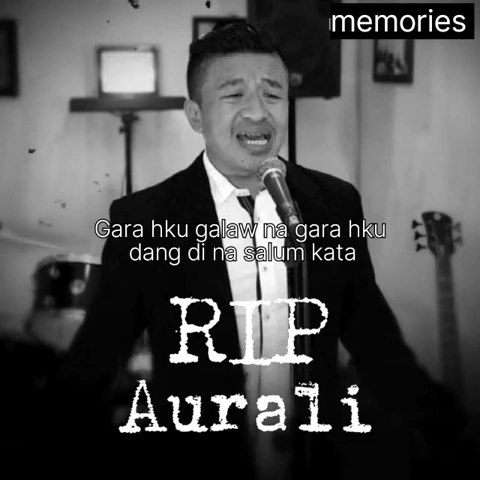 memories
Gara hku galaw na gara hku
dang di na salum kata
RIP
Aurali